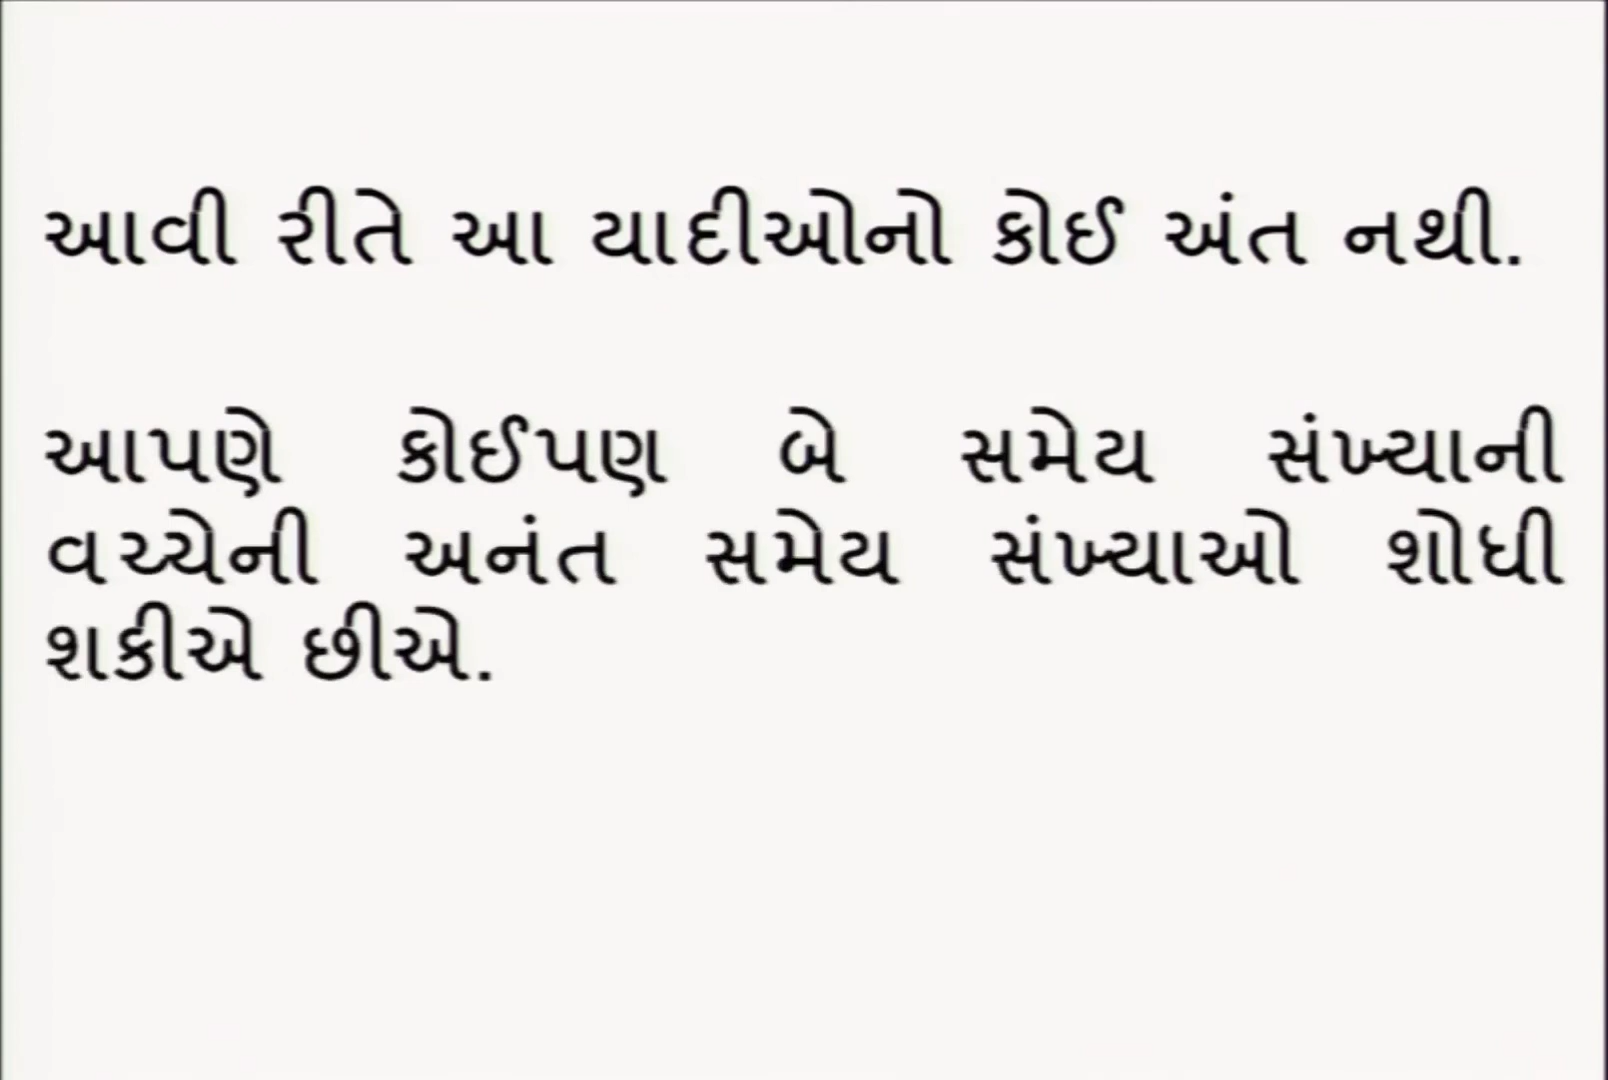 આવી રીતે આ યાદીઓનો કોઈ અંત નથી.
આપણે કોઈપણ બે સમેય સંખ્યાની
વચ્ચેની અનંત સમેય સંખ્યાઓ શોધી
શકીએ છીએ.